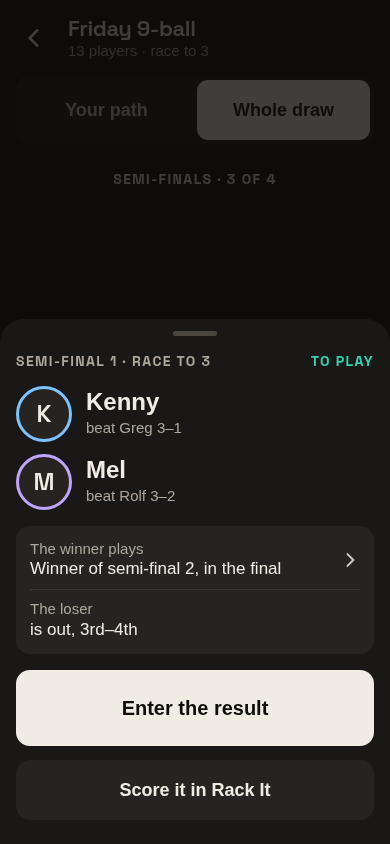 Friday 9-ball
13 players · race to 3
Your path
Whole draw
SEMI-FINALS · 3 OF 4
SEMI-FINAL 1 · RACE TO 3
TO PLAY
K
Kenny
beat Greg 3–1
M
Mel
beat Rolf 3–2
The winner plays
Winner of semi-final 2, in the final
The loser
is out, 3rd–4th
Enter the result
Score it in Rack It